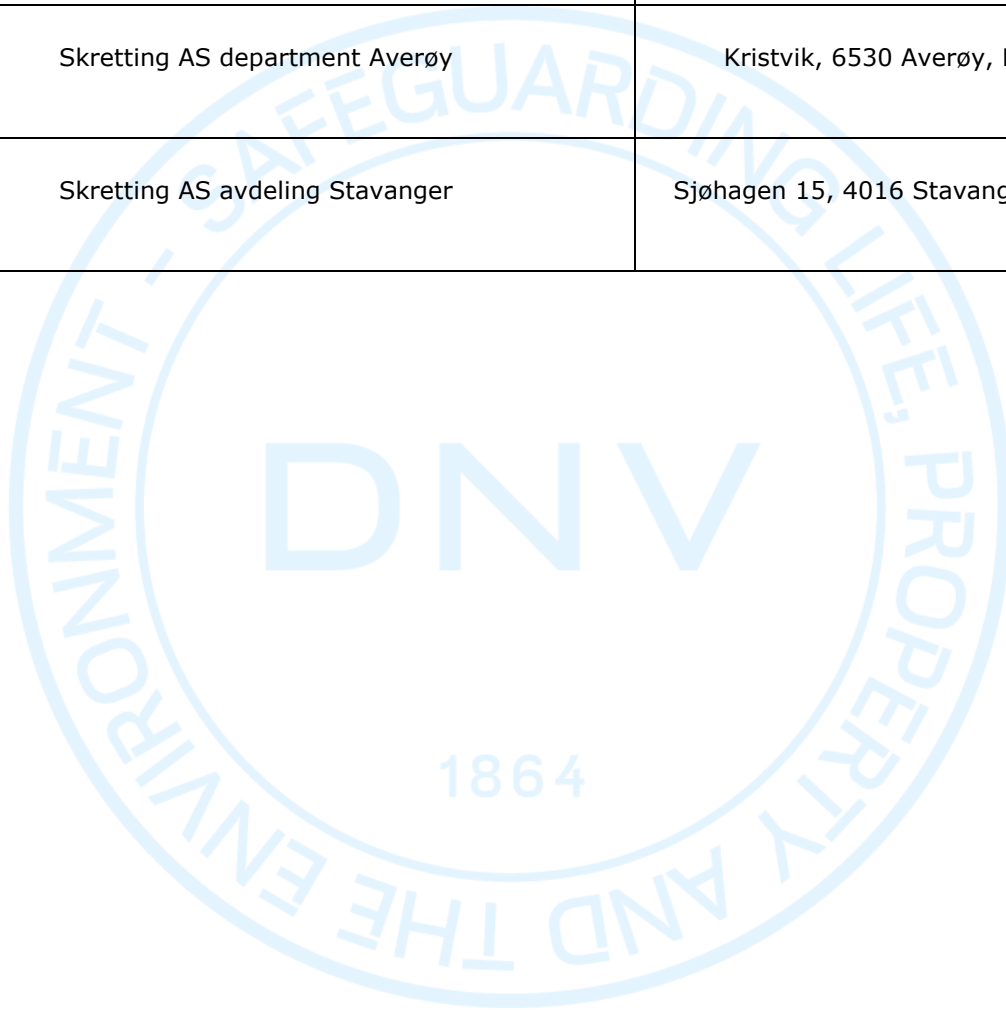 Skretting AS department Averøy
Kristvik, 6530 Averøy,
Skretting AS avdeling Stavanger
Sjøhagen 15, 4016
SAFEGUARDING LIFE, PROPERTY AND THE ENVIRONMENT -
DNV
1864